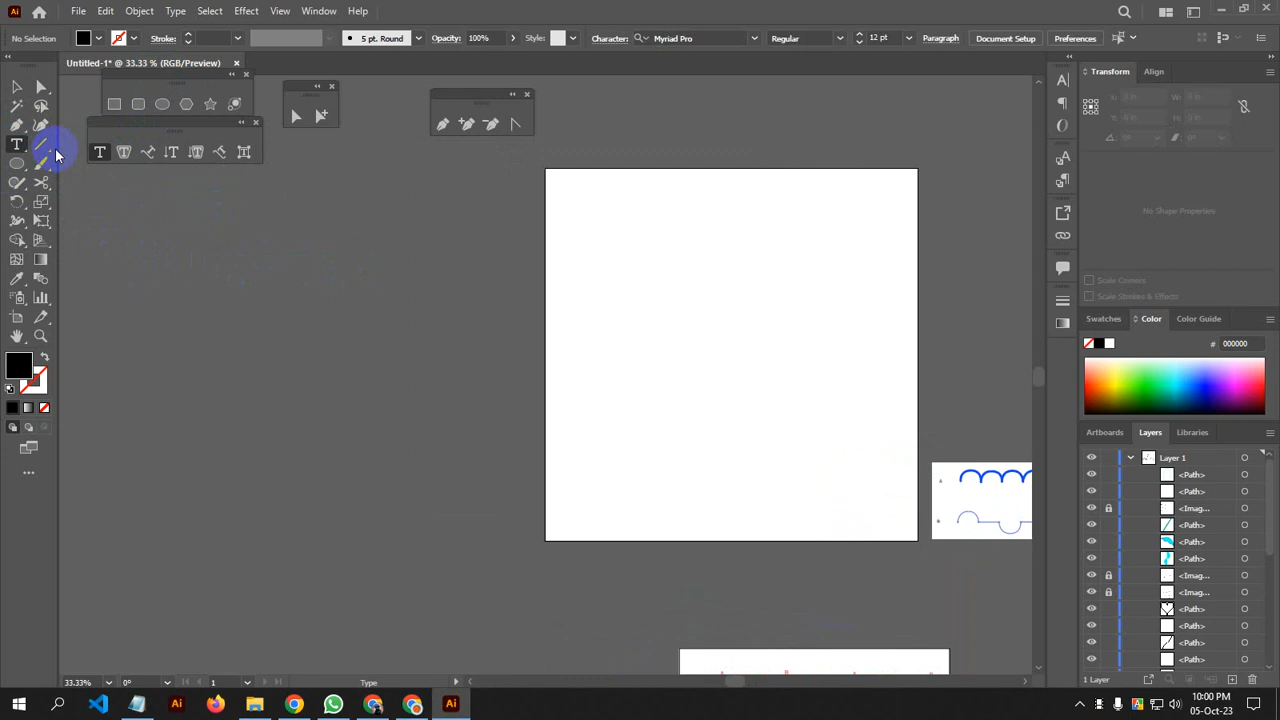 Ai
File Edit Object Type Select Effect View Window Help
No Selection
Stroke:
5 pt. Round
Opacity: 100%
Style:
Character: Myriad Pro
Regular
12 pt
Paragraph
Document Setup
Preferences
Untitled-1* @ 33.33 % (RGB/Preview)
Transform
Align
No Shape Properties
Scale Corners
Scale Strokes & Effects
Swatches
Color
Color Guide
# 000000
Artboards
Layers
Libraries
Layer 1
<Path>
<Path>
<Imag...
<Path>
<Path>
<Path>
<Imag...
<Imag...
<Path>
<Path>
<Path>
<Path>
1 Layer
33.33%
0°
1
Type
10:00 PM
05-Oct-23